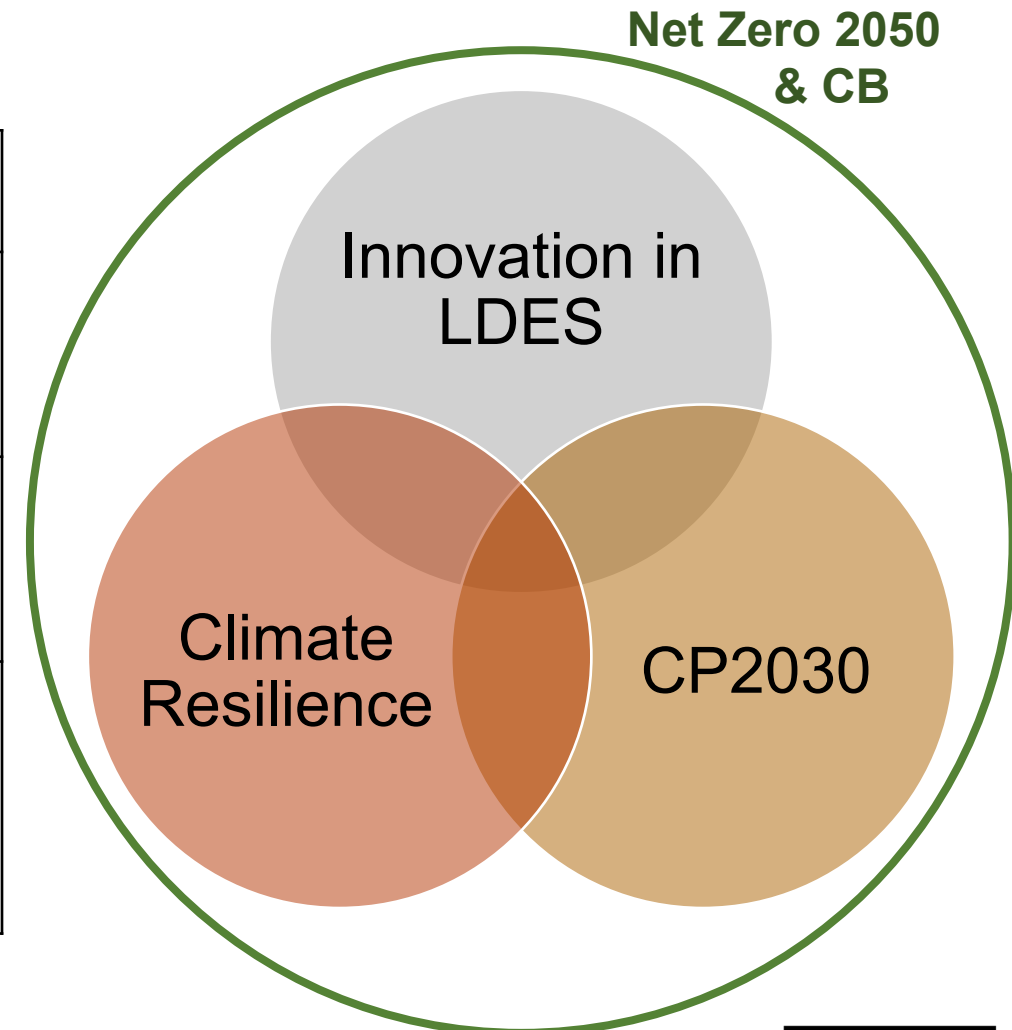 Net Zero 2050
& CB
Innovation in
LDES
Climate
Resilience
CP2030